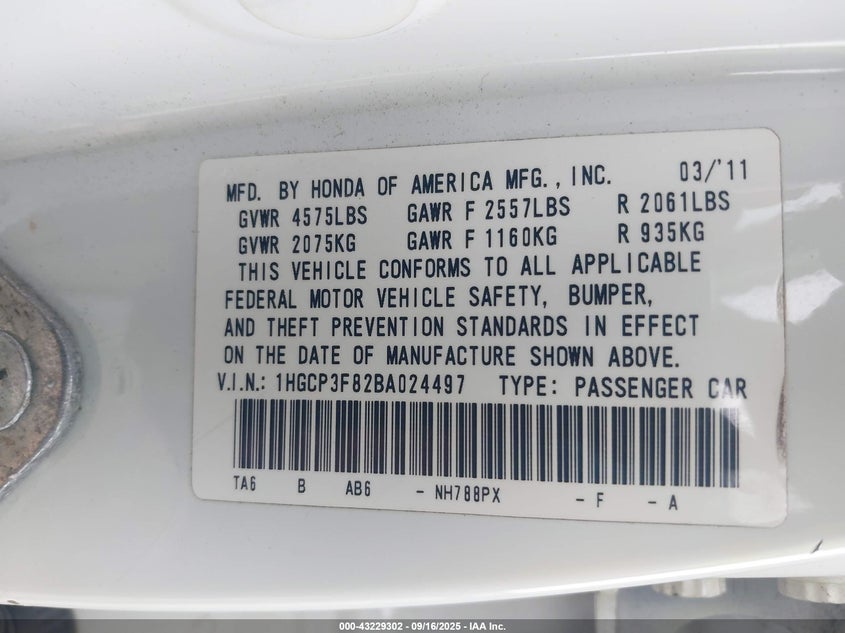 MFD. BY HONDA OF AMERICA MFG., INC. 03/'11
GVWR 4575LBS GAWR F 2557LBS R 2061LBS
GVWR 2075KG GAWR F 1160KG R 935KG
THIS VEHICLE CONFORMS TO ALL APPLICABLE
FEDERAL MOTOR VEHICLE SAFETY, BUMPER,
AND THEFT PREVENTION STANDARDS IN EFFECT
ON THE DATE OF MANUFACTURE SHOWN ABOVE.
V.I.N.: 1HGCP3F82BA024497 TYPE: PASSENGER CAR
TA6 B AB6 - NH788PX - F - A
000-43229302 - 09/16/2025 - IAA Inc.